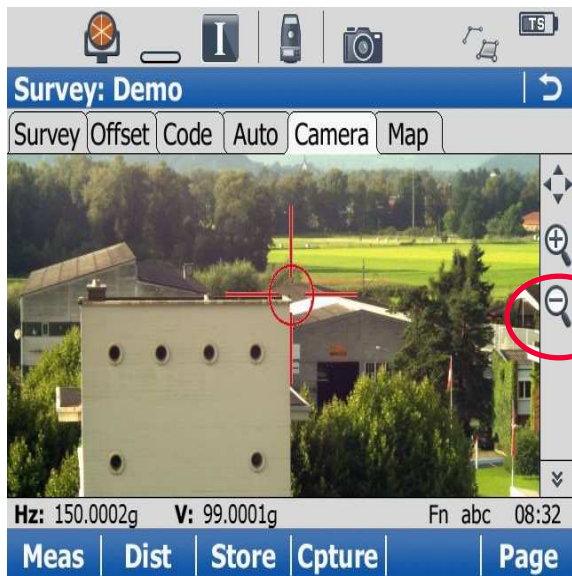 I
TS
Survey: Demo
Survey Offset Code Auto Camera Map
Hz: 150.0002g V: 99.0001g Fn abc 08:32
Meas Dist Store Cpture Page